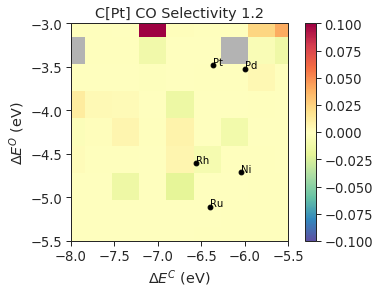 C[Pt] CO Selectivity 1.2
−3.0
−3.5
−4.0
−4.5
−5.0
−5.5
ΔE^O (eV)
Pt
Pd
Rh
Ni
Ru
−8.0 −7.5 −7.0 −6.5 −6.0 −5.5
ΔE^C (eV)
0.100
0.075
0.050
0.025
0.000
−0.025
−0.050
−0.075
−0.100